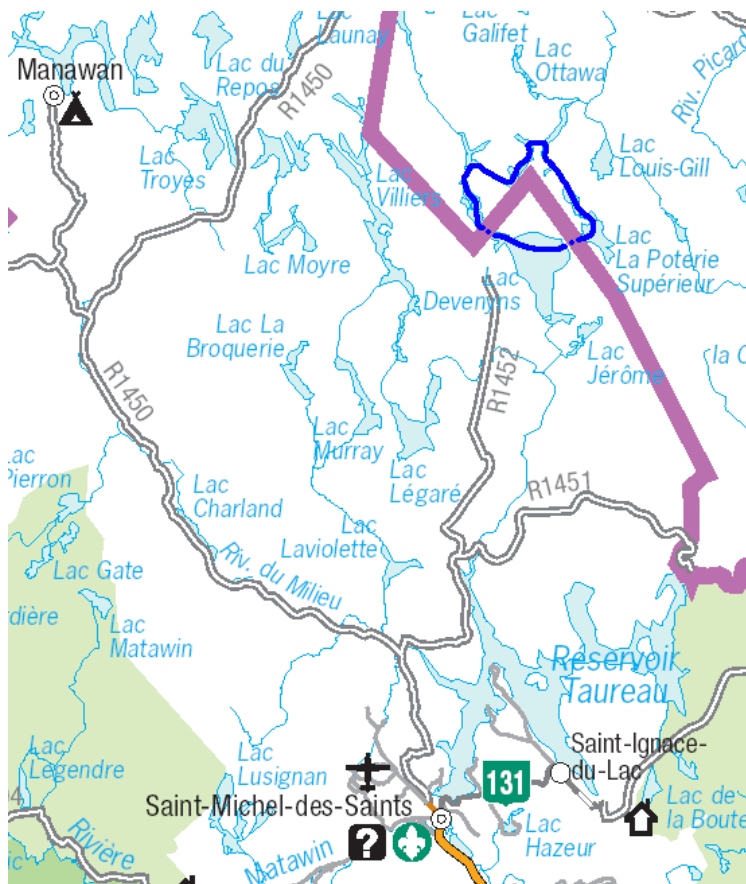 Lac
Launay
Lac
Galifet
Lac
Ottawa
Manawan
Lac du
Repos
R1450
Riv. Picard
Lac
Troyes
Lac
Villiers
Lac
Louis-Gill
Lac Moyre
Lac
La Poterie
Supérieur
Lac
Devenyns
Lac La
Broquerie
R1452
Lac
Jérôme
la C
R1450
Lac
Murray
Lac
Légaré
Lac
Pierron
Lac
Charland
R1451
Lac
Laviolette
Riv. du Milieu
Lac Gate
rdière
Lac
Matawin
Réservoir
Taureau
Lac
Legendre
Lac
Lusignan
131
Saint-Ignace-
du-Lac
Saint-Michel-des-Saints
?
Lac de
la Boute
Rivière
Matawin
Lac
Hazeur